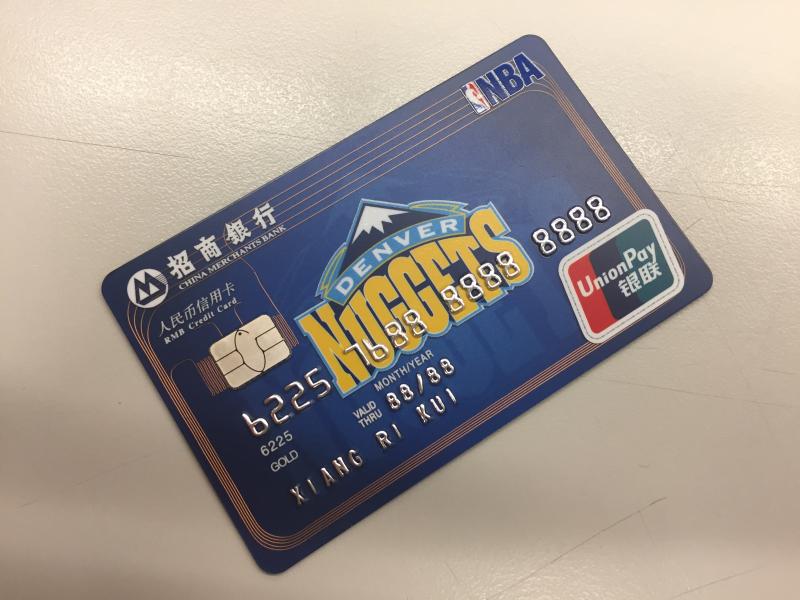 NBA
招商銀行
CHINA MERCHANTS BANK
人民币信用卡
RMB Credit Card
DENVER
NUGGETS
6225 7688 8888 8888
UnionPay
银联
6225
MONTH/YEAR
VALID
THRU 88/88
GOLD
XIANG RI KUI